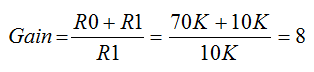 Gain = (R0 + R1) / R1 = (70K + 10K) / 10K = 8